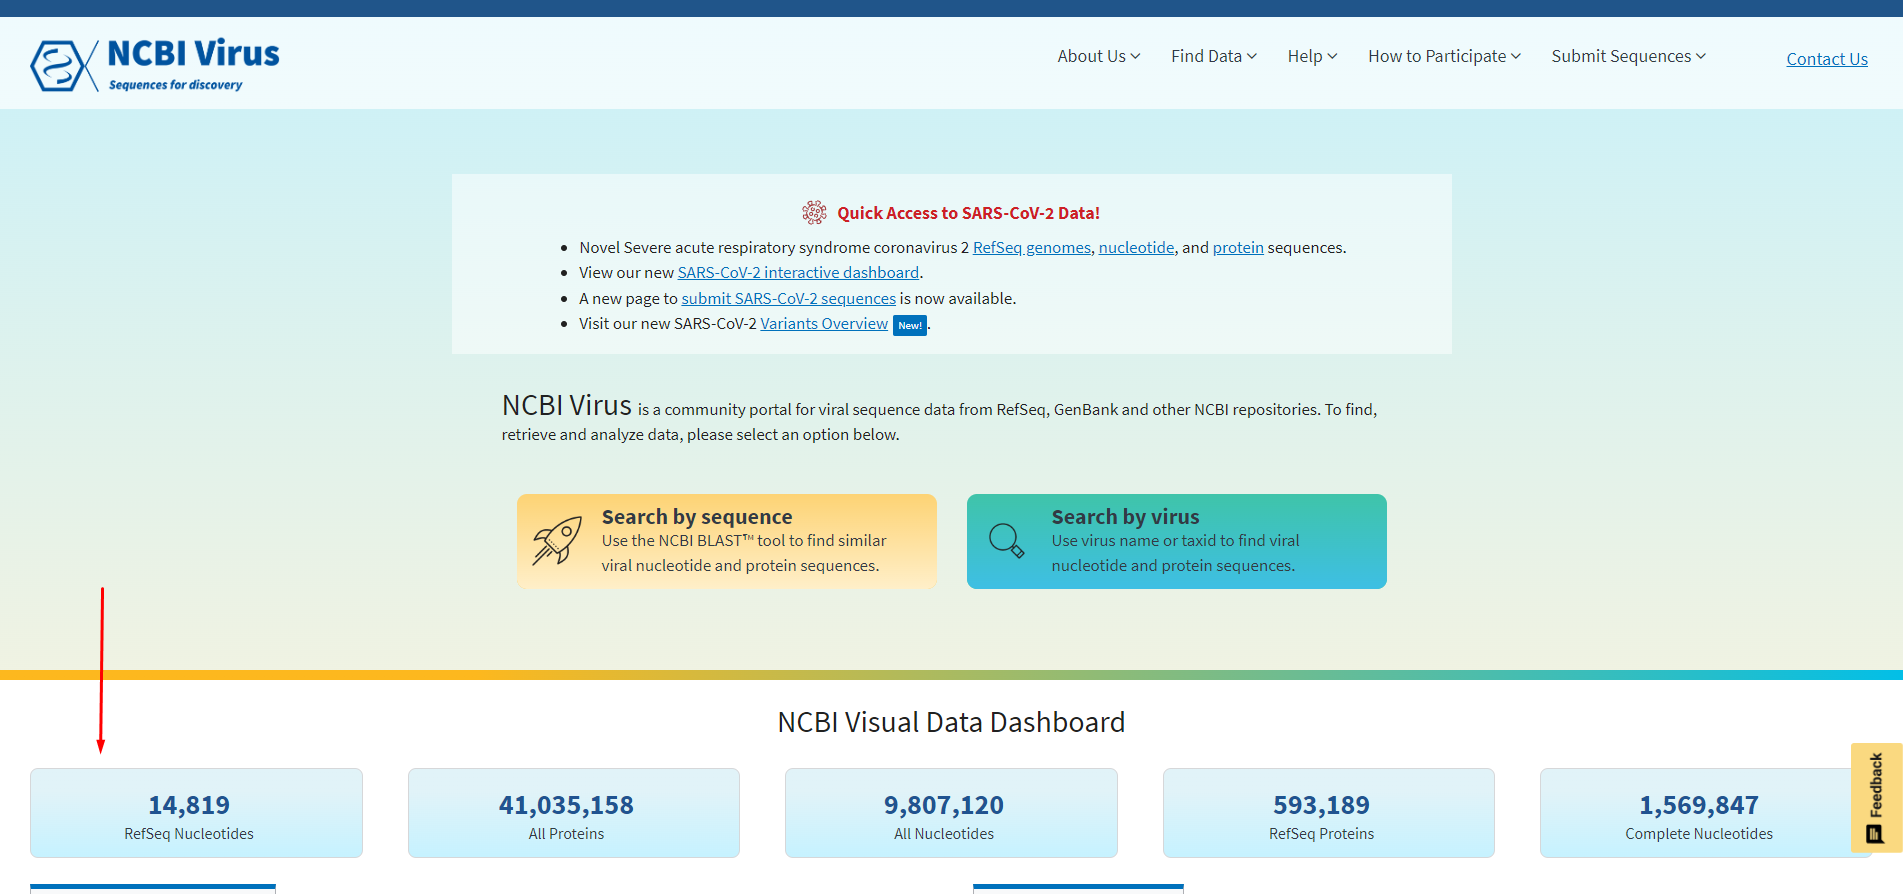 NCBI Virus
Sequences for discovery
About Us
Find Data
Help
How to Participate
Submit Sequences
Contact Us
Quick Access to SARS-CoV-2 Data!
Novel Severe acute respiratory syndrome coronavirus 2 RefSeq genomes, nucleotide, and protein sequences.
View our new SARS-CoV-2 interactive dashboard.
A new page to submit SARS-CoV-2 sequences is now available.
Visit our new SARS-CoV-2 Variants Overview New!.
NCBI Virus is a community portal for viral sequence data from RefSeq, GenBank and other NCBI repositories. To find,
retrieve and analyze data, please select an option below.
Search by sequence
Use the NCBI BLAST™ tool to find similar
viral nucleotide and protein sequences.
Search by virus
Use virus name or taxid to find viral
nucleotide and protein sequences.
NCBI Visual Data Dashboard
14,819
RefSeq Nucleotides
41,035,158
All Proteins
9,807,120
All Nucleotides
593,189
RefSeq Proteins
1,569,847
Complete Nucleotides
Feedback